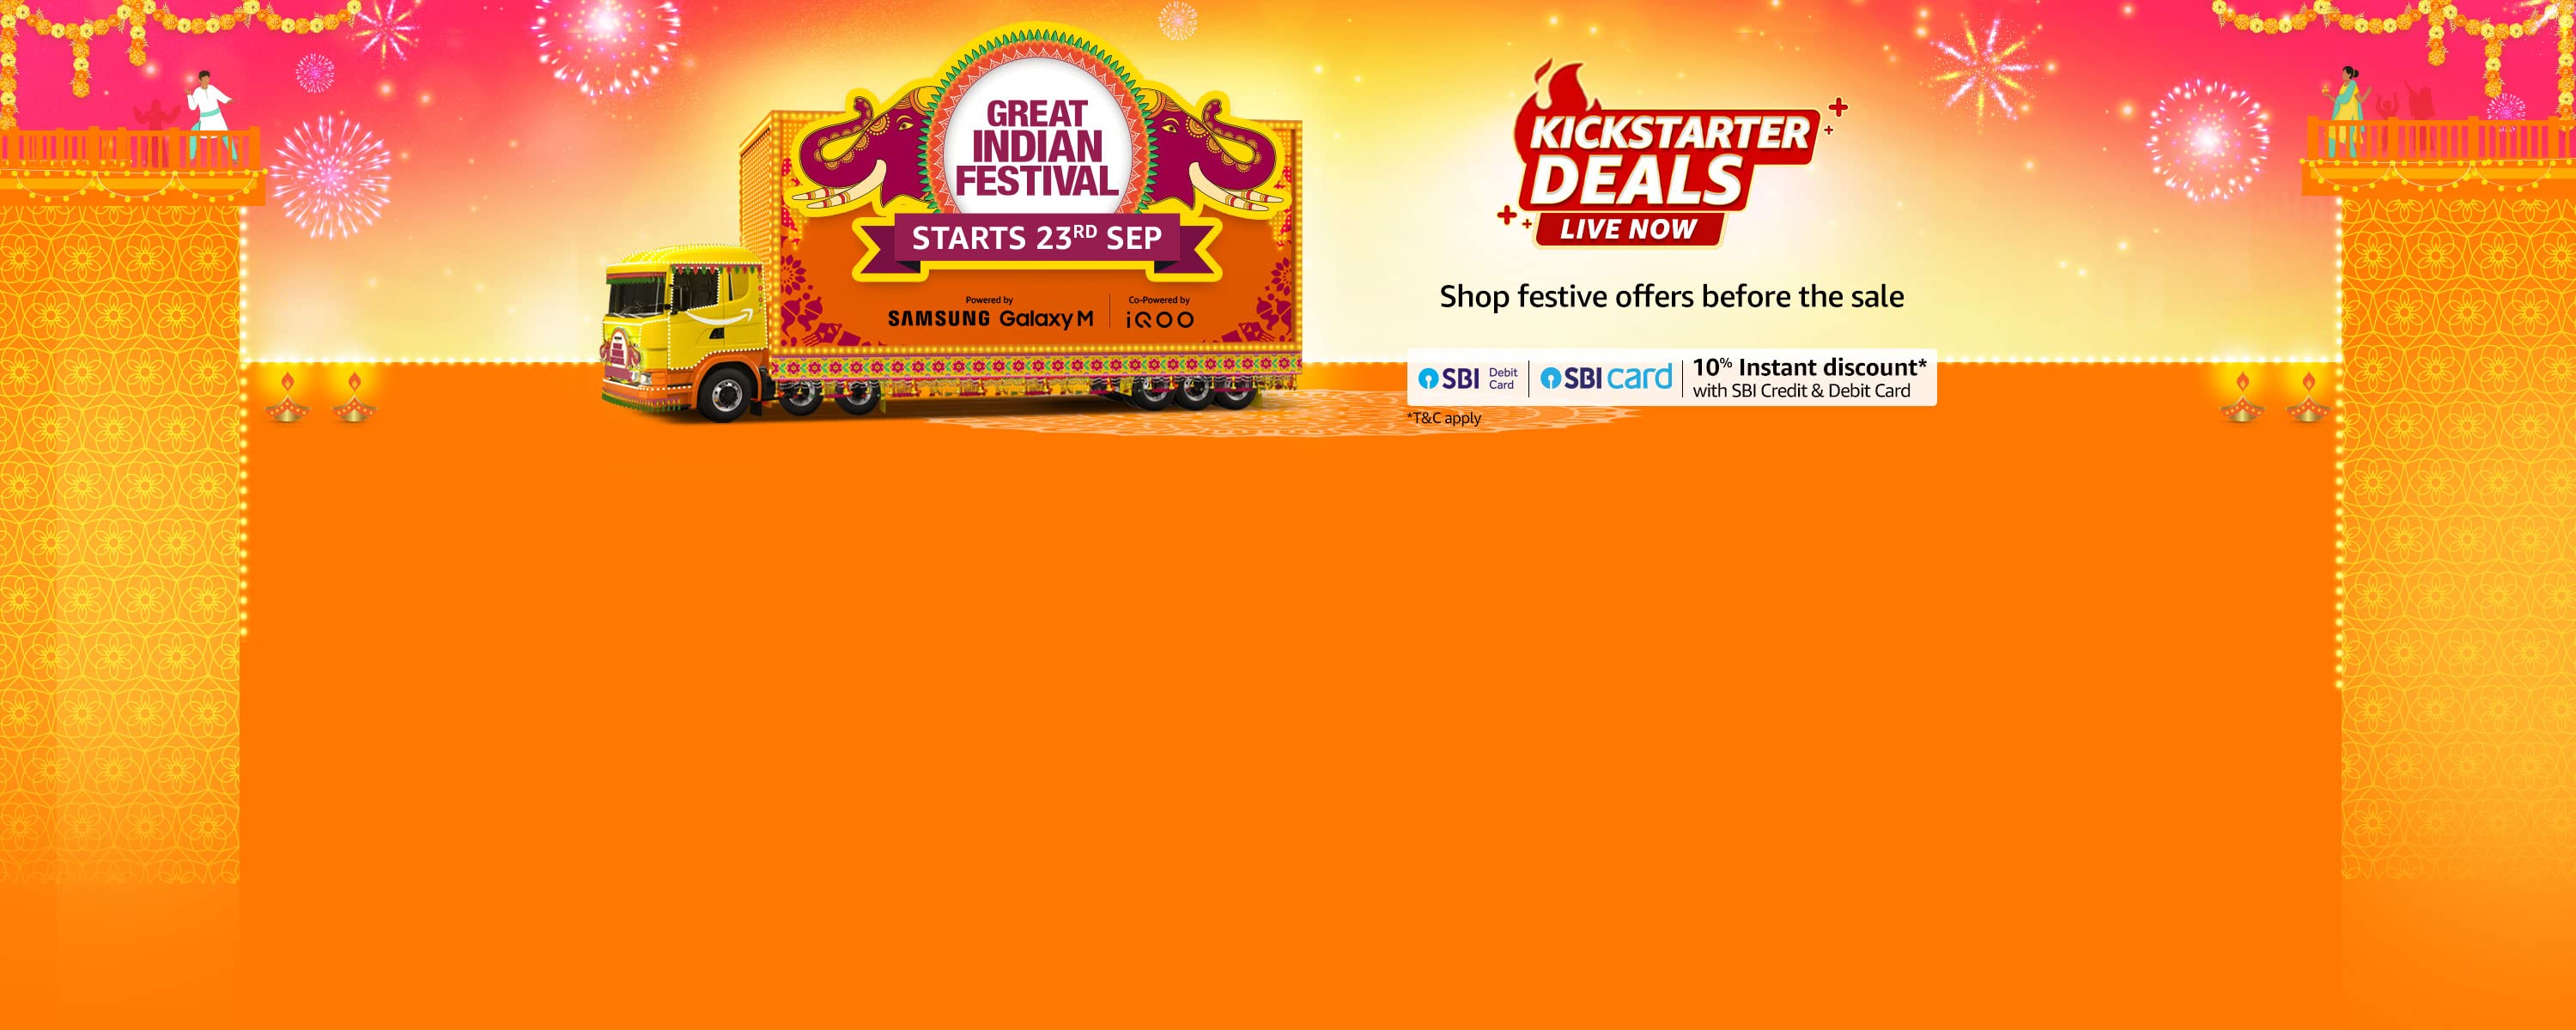 GREAT
INDIAN
FESTIVAL
STARTS 23RD SEP
Powered by
SAMSUNG Galaxy M
Co-Powered by
iQOO
KICKSTARTER
DEALS
LIVE NOW
Shop festive offers before the sale
SBI Debit Card
SBI card
10% Instant discount*
with SBI Credit & Debit Card
*T&C apply